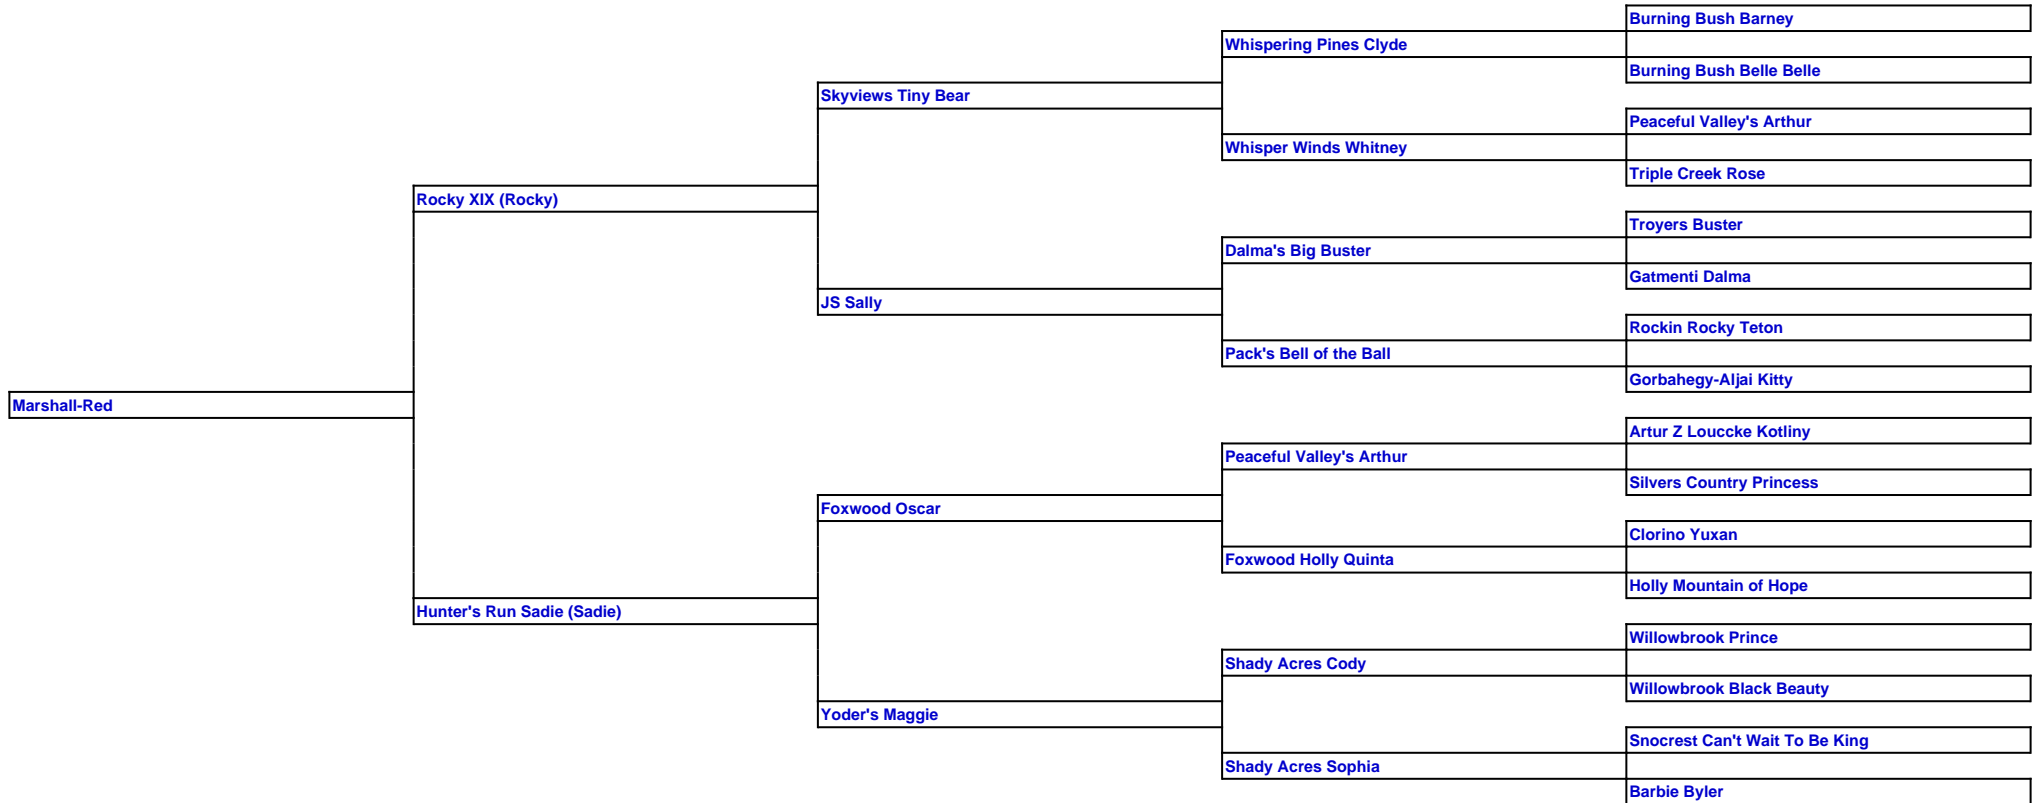 Burning Bush Barney
Whispering Pines Clyde
Burning Bush Belle Belle
Skyviews Tiny Bear
Peaceful Valley's Arthur
Whisper Winds Whitney
Triple Creek Rose
Rocky XIX (Rocky)
Troyers Buster
Dalma's Big Buster
Gatmenti Dalma
JS Sally
Rockin Rocky Teton
Pack's Bell of the Ball
Gorbahegy-Aljai Kitty
Marshall-Red
Artur Z Louccke Kotliny
Peaceful Valley's Arthur
Silvers Country Princess
Foxwood Oscar
Clorino Yuxan
Foxwood Holly Quinta
Holly Mountain of Hope
Hunter's Run Sadie (Sadie)
Willowbrook Prince
Shady Acres Cody
Willowbrook Black Beauty
Yoder's Maggie
Snocrest Can't Wait To Be King
Shady Acres Sophia
Barbie Byler